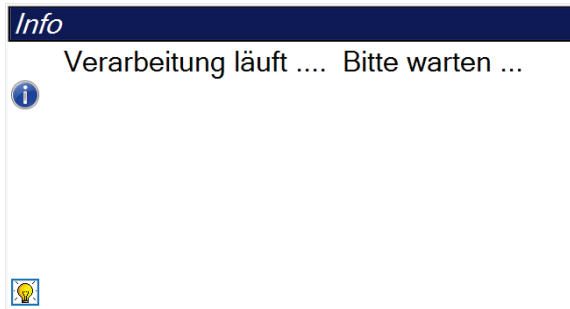 Info
Verarbeitung läuft .... Bitte warten ...